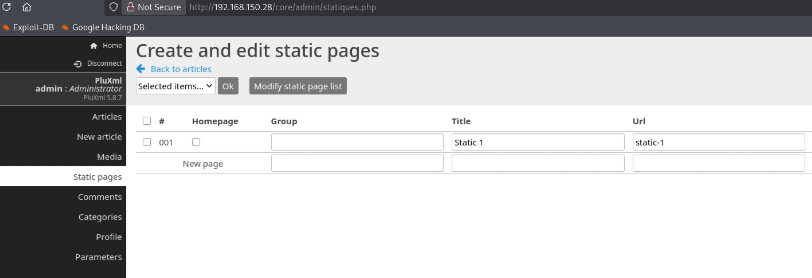 Not Secure http://192.168.150.28/core/admin/statiques.php
Exploit-DB Google Hacking DB
Home
Disconnect
PluXml
admin : Administrator
PluXml 5.8.7
Articles
New article
Media
Static pages
Comments
Categories
Profile
Parameters
Create and edit static pages
Back to articles
Selected items... Ok Modify static page list
# Homepage Group Title Url
001 Static 1 static-1
New page